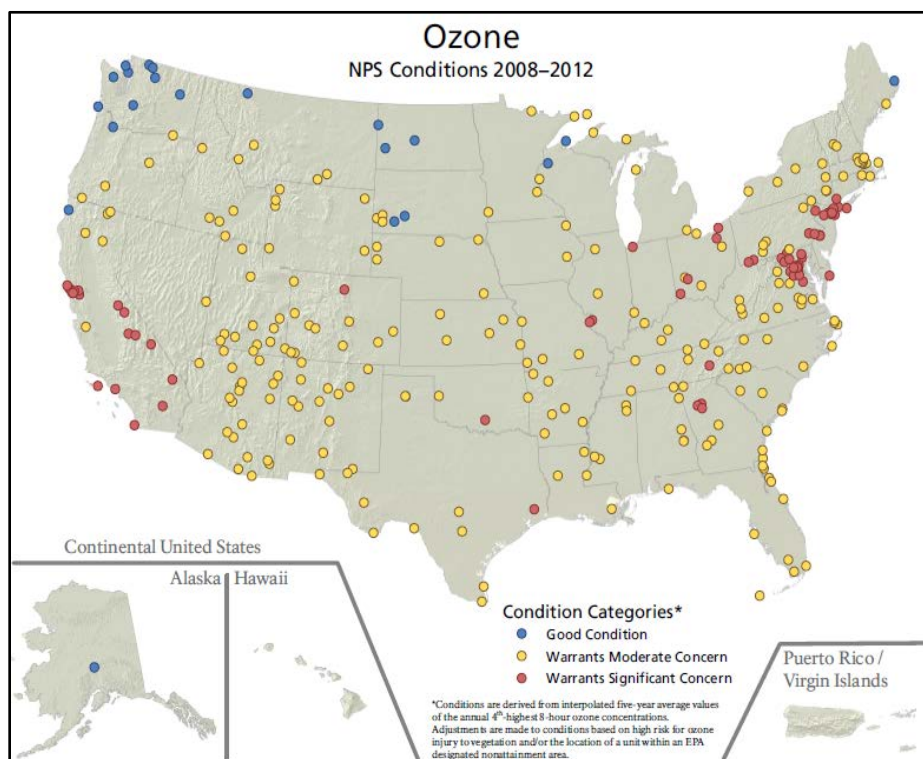 Ozone
NPS Conditions 2008–2012
Continental United States
Alaska
Hawaii
Condition Categories*
Good Condition
Warrants Moderate Concern
Warrants Significant Concern
Puerto Rico /
Virgin Islands
*Conditions are derived from interpolated five-year average values
of the annual 4th-highest 8-hour ozone concentrations.
Adjustments are made to conditions based on high risk for ozone
injury to vegetation and/or the location of a unit within an EPA
designated nonattainment area.